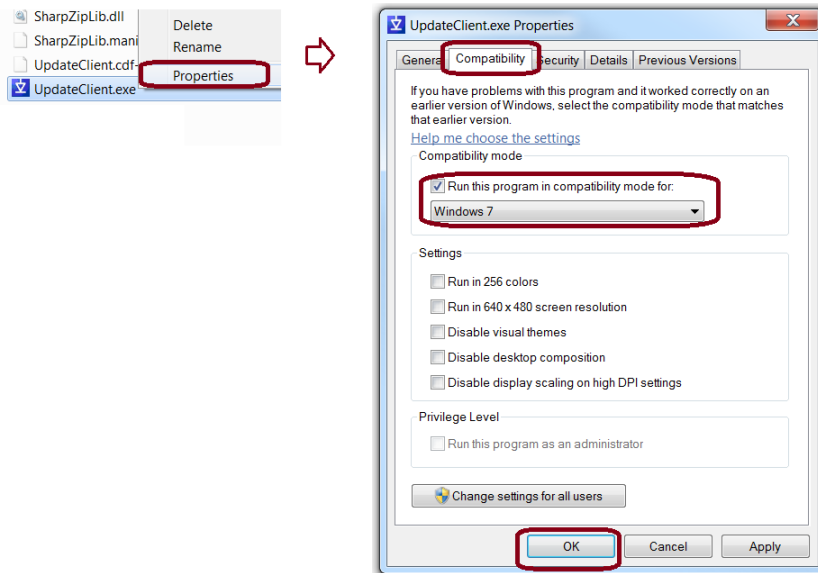 SharpZipLib.dll
SharpZipLib.mani
UpdateClient.cdf-
UpdateClient.exe
Delete
Rename
Properties
UpdateClient.exe Properties
General Compatibility Security Details Previous Versions
If you have problems with this program and it worked correctly on an
earlier version of Windows, select the compatibility mode that matches
that earlier version.
Help me choose the settings
Compatibility mode
Run this program in compatibility mode for:
Windows 7
Settings
Run in 256 colors
Run in 640 x 480 screen resolution
Disable visual themes
Disable desktop composition
Disable display scaling on high DPI settings
Privilege Level
Run this program as an administrator
Change settings for all users
OK Cancel Apply